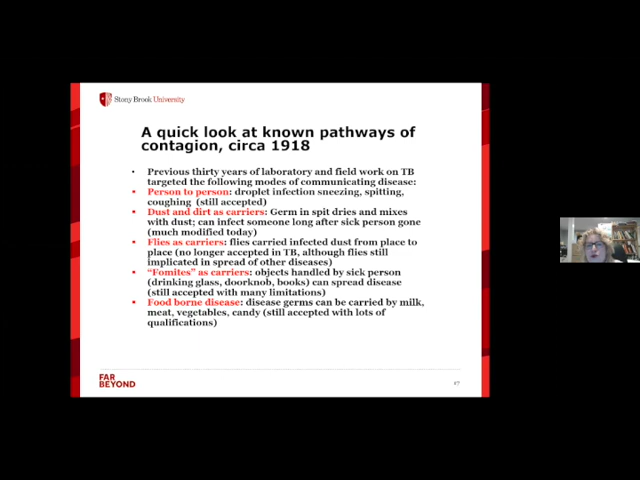 Stony Brook University
A quick look at known pathways of
contagion, circa 1918
• Previous thirty years of laboratory and field work on TB
targeted the following modes of communicating disease:
▪ Person to person: droplet infection sneezing, spitting,
coughing (still accepted)
▪ Dust and dirt as carriers: Germ in spit dries and mixes
with dust; can infect someone long after sick person gone
(much modified today)
▪ Flies as carriers: flies carried infected dust from place to
place (no longer accepted in TB, although flies still
implicated in spread of other diseases)
▪ “Fomites” as carriers: objects handled by sick person
(drinking glass, doorknob, books) can spread disease
(still accepted with many limitations)
▪ Food borne disease: disease germs can be carried by milk,
meat, vegetables, candy (still accepted with lots of
qualifications)
FAR
BEYOND
17